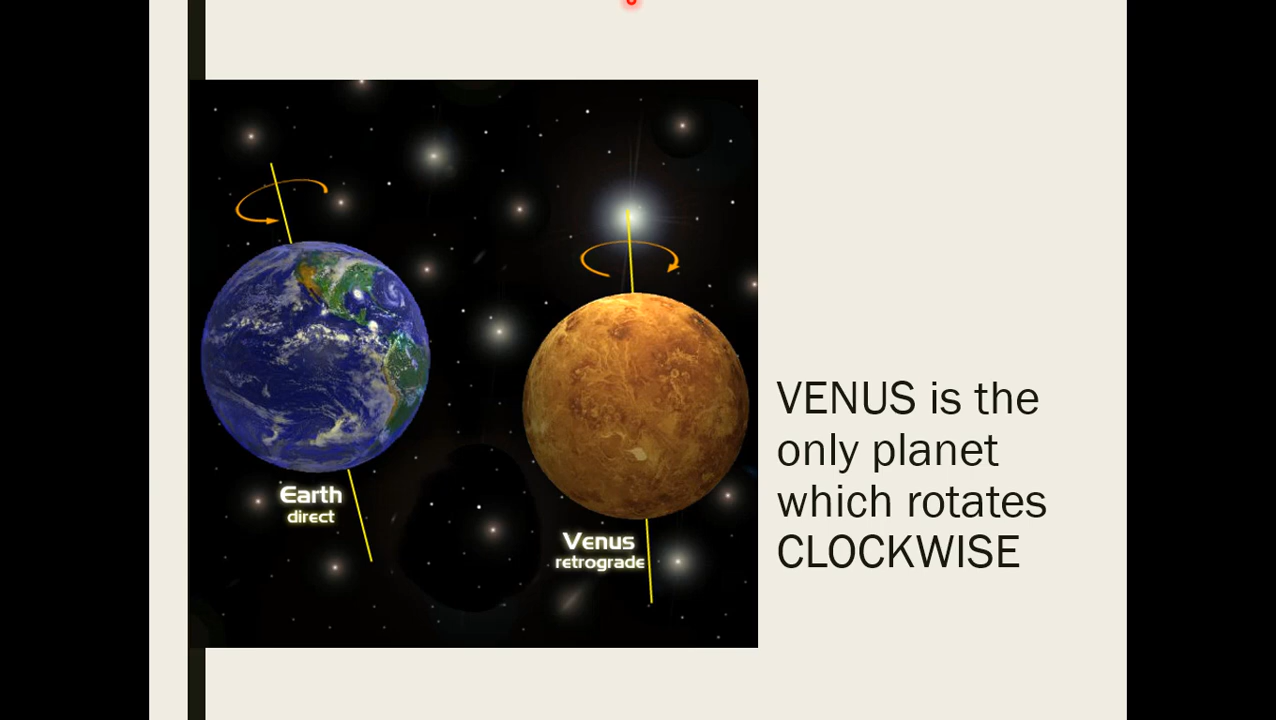 Earth
direct
Venus
retrograde
VENUS is the
only planet
which rotates
CLOCKWISE